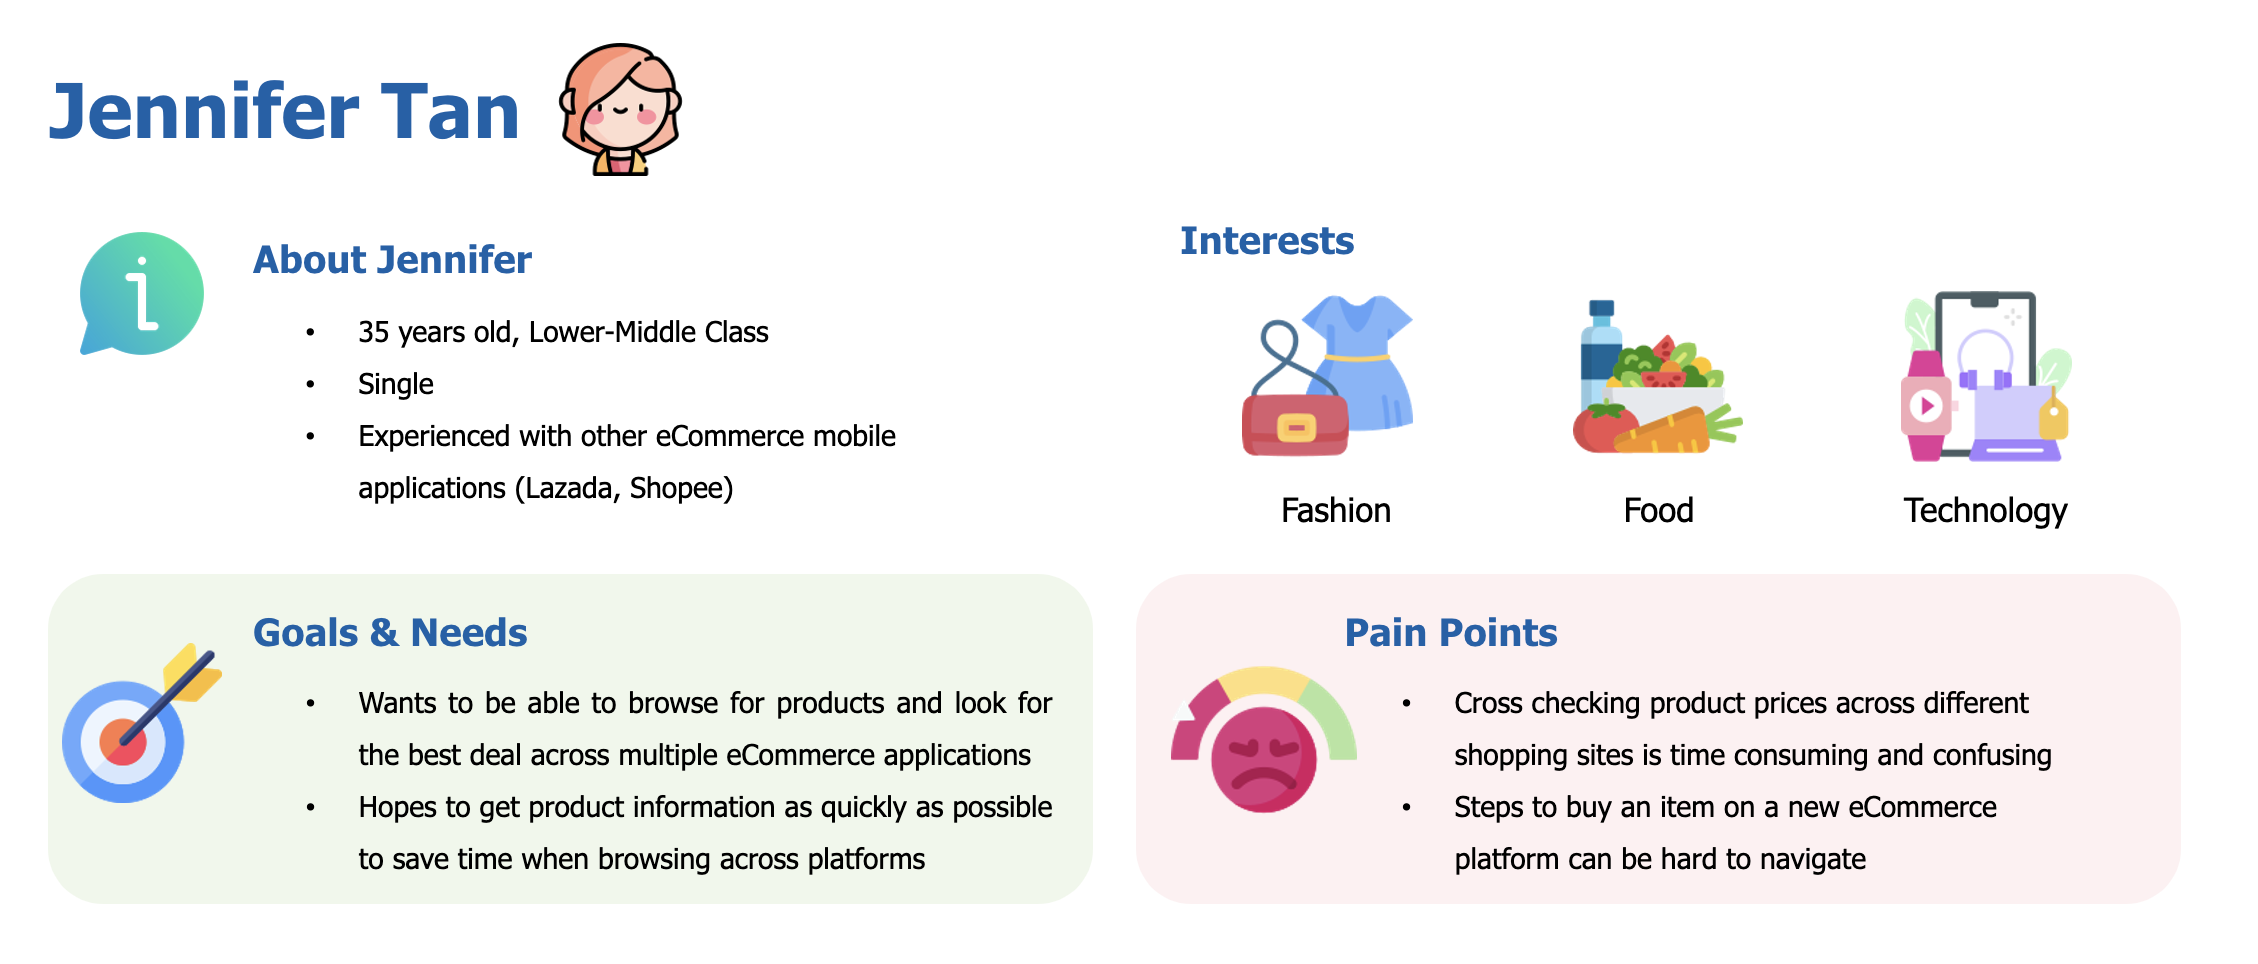 Jennifer Tan
About Jennifer
• 35 years old, Lower-Middle Class
• Single
• Experienced with other eCommerce mobile
applications (Lazada, Shopee)
Interests
Fashion
Food
Technology
Goals & Needs
• Wants to be able to browse for products and look for
the best deal across multiple eCommerce applications
• Hopes to get product information as quickly as possible
to save time when browsing across platforms
Pain Points
• Cross checking product prices across different
shopping sites is time consuming and confusing
• Steps to buy an item on a new eCommerce
platform can be hard to navigate